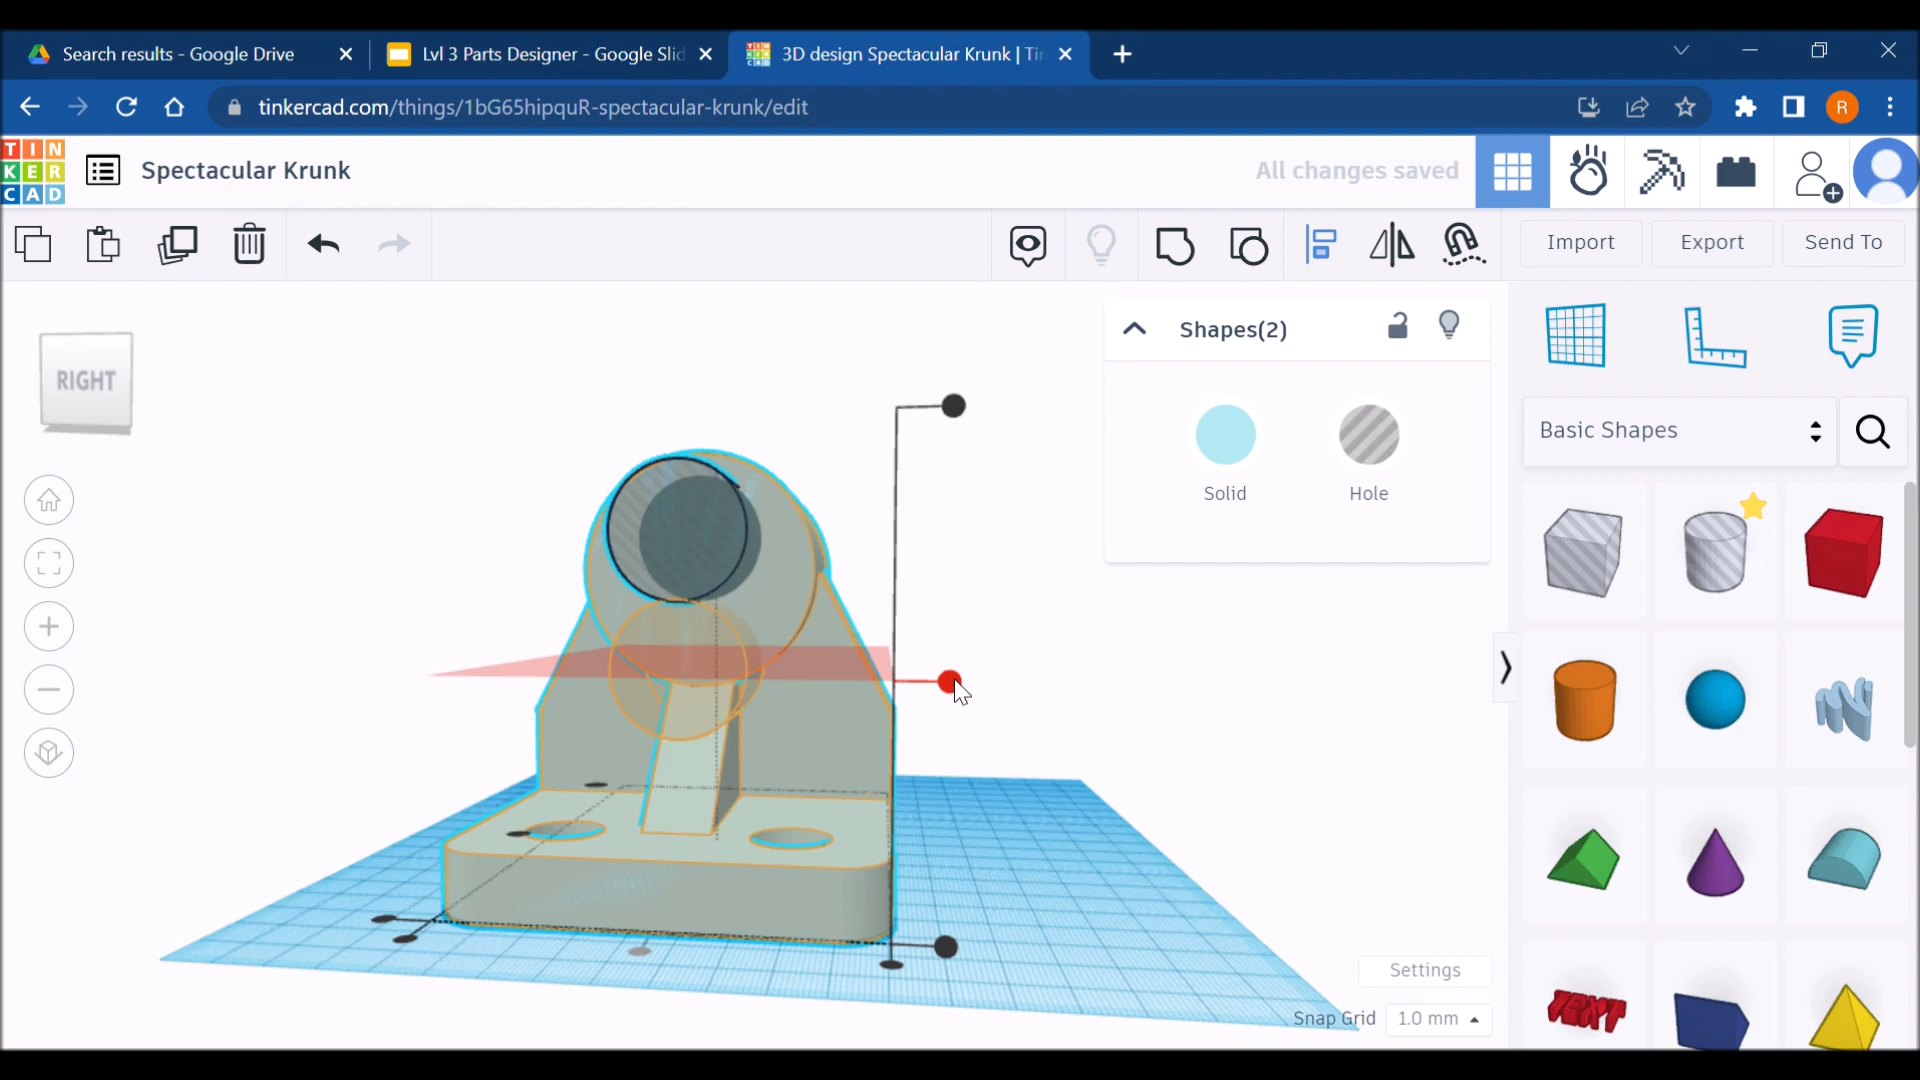 Search results - Google Drive
Lvl 3 Parts Designer - Google Slid
3D design Spectacular Krunk | Tin
tinkercad.com/things/1bG65hipquR-spectacular-krunk/edit
R
TIN
KER
CAD
Spectacular Krunk
All changes saved
Import
Export
Send To
RIGHT
Shapes(2)
Solid
Hole
Basic Shapes
TEXT
Settings
Snap Grid
1.0 mm